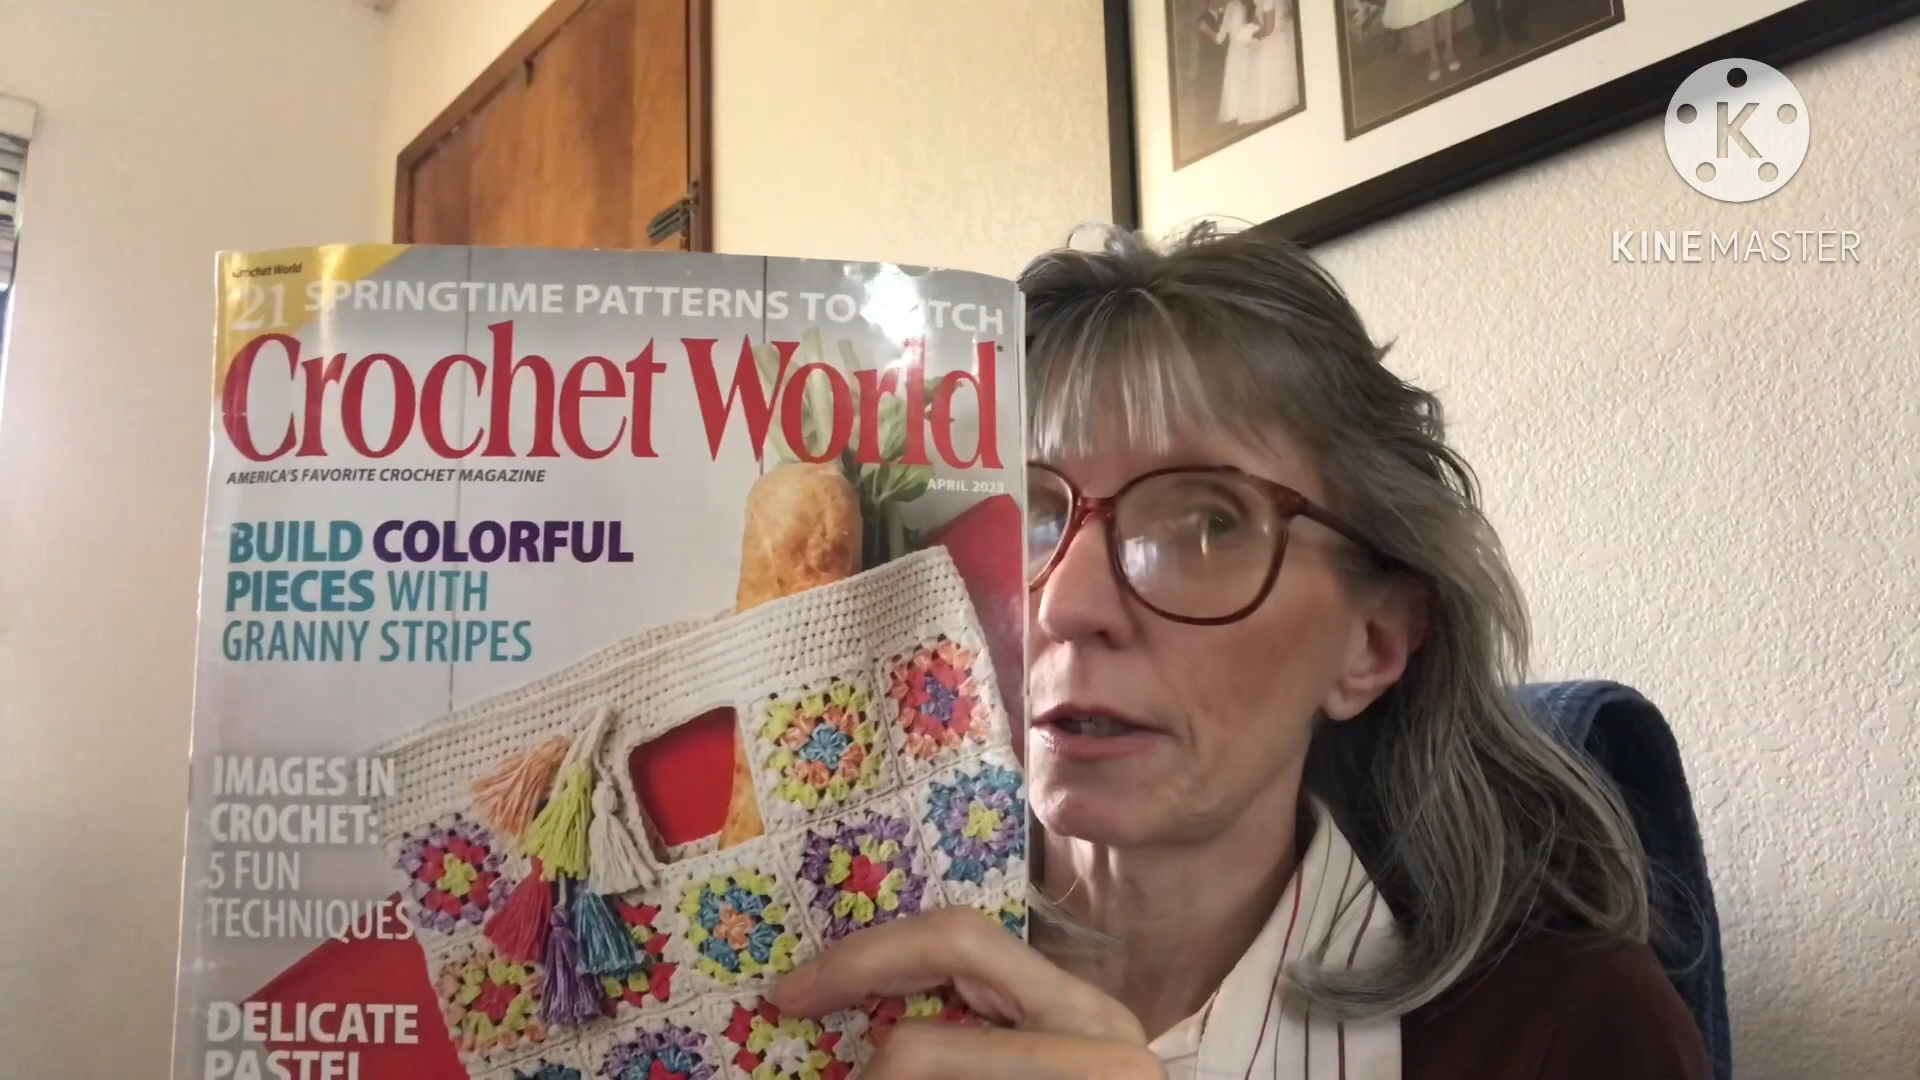 Crochet World
21 SPRINGTIME PATTERNS TO
Crochet World
AMERICA'S FAVORITE CROCHET MAGAZINE
APRIL 2023
BUILD COLORFUL
PIECES WITH
GRANNY STRIPES
IMAGES IN
CROCHET:
5 FUN
TECHNIQUES
DELICATE
PASTEL
K
KINEMASTER